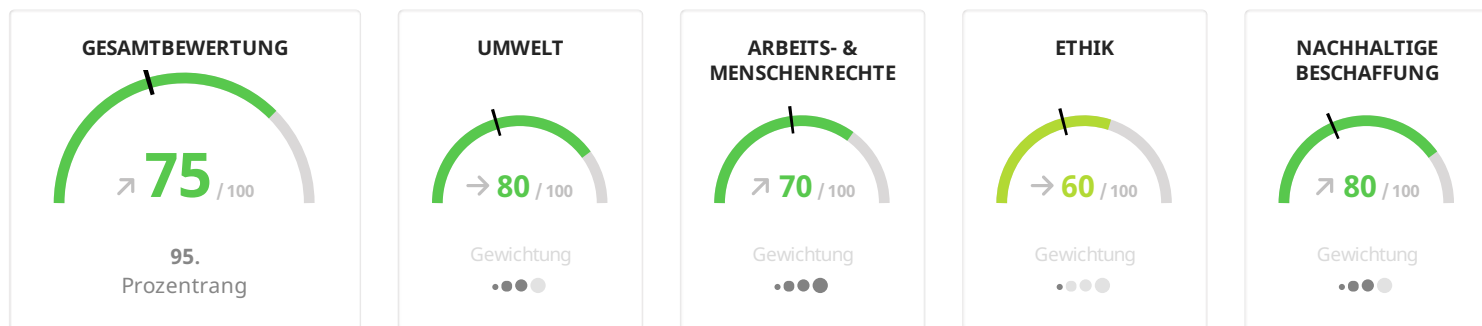 GESAMTBEWERTUNG
75 / 100
95.
Prozentrang
UMWELT
80 / 100
Gewichtung
ARBEITS- &
MENSCHENRECHTE
70 / 100
Gewichtung
ETHIK
60 / 100
Gewichtung
NACHHALTIGE
BESCHAFFUNG
80 / 100
Gewichtung